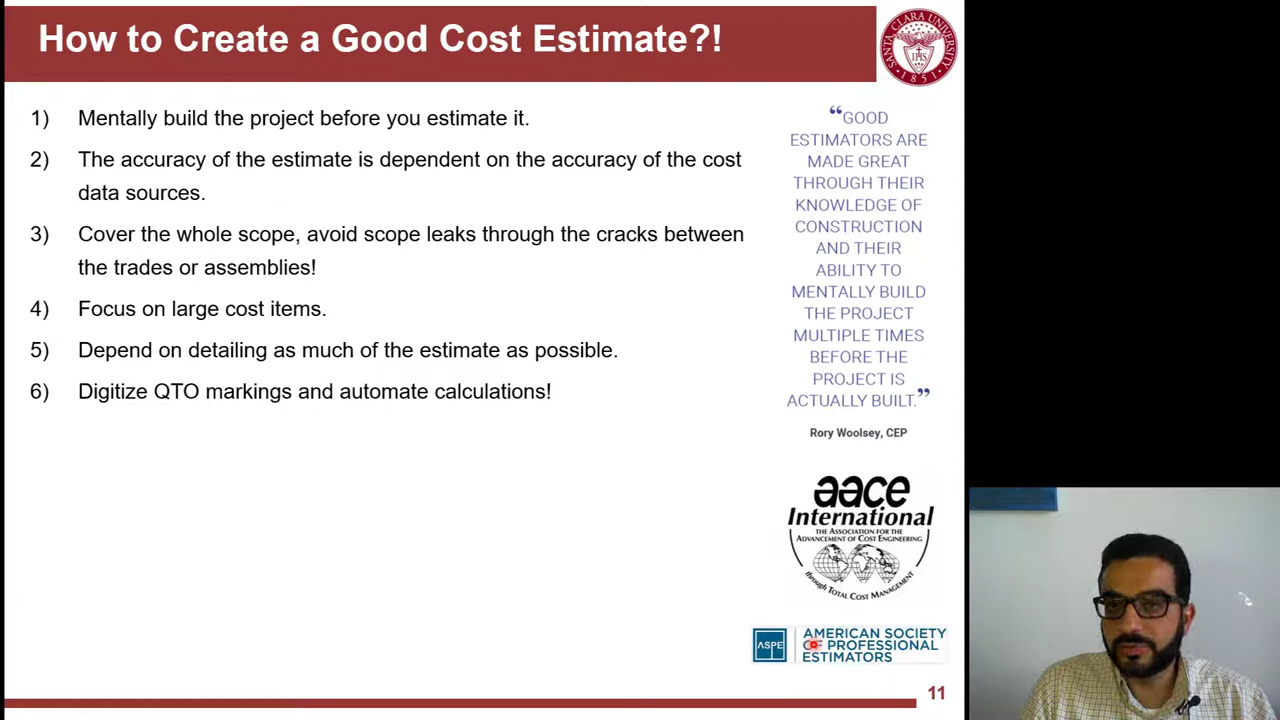 How to Create a Good Cost Estimate?!
SANTA CLARA UNIVERSITY
IHS
1851
1) Mentally build the project before you estimate it.
2) The accuracy of the estimate is dependent on the accuracy of the cost
data sources.
3) Cover the whole scope, avoid scope leaks through the cracks between
the trades or assemblies!
4) Focus on large cost items.
5) Depend on detailing as much of the estimate as possible.
6) Digitize QTO markings and automate calculations!
“GOOD
ESTIMATORS ARE
MADE GREAT
THROUGH THEIR
KNOWLEDGE OF
CONSTRUCTION
AND THEIR
ABILITY TO
MENTALLY BUILD
THE PROJECT
MULTIPLE TIMES
BEFORE THE
PROJECT IS
ACTUALLY BUILT.”
Rory Woolsey, CEP
aace
International
THE ASSOCIATION FOR THE
ADVANCEMENT OF COST ENGINEERING
through TOTAL COST MANAGEMENT
ASPE
AMERICAN SOCIETY
OF PROFESSIONAL
ESTIMATORS
11